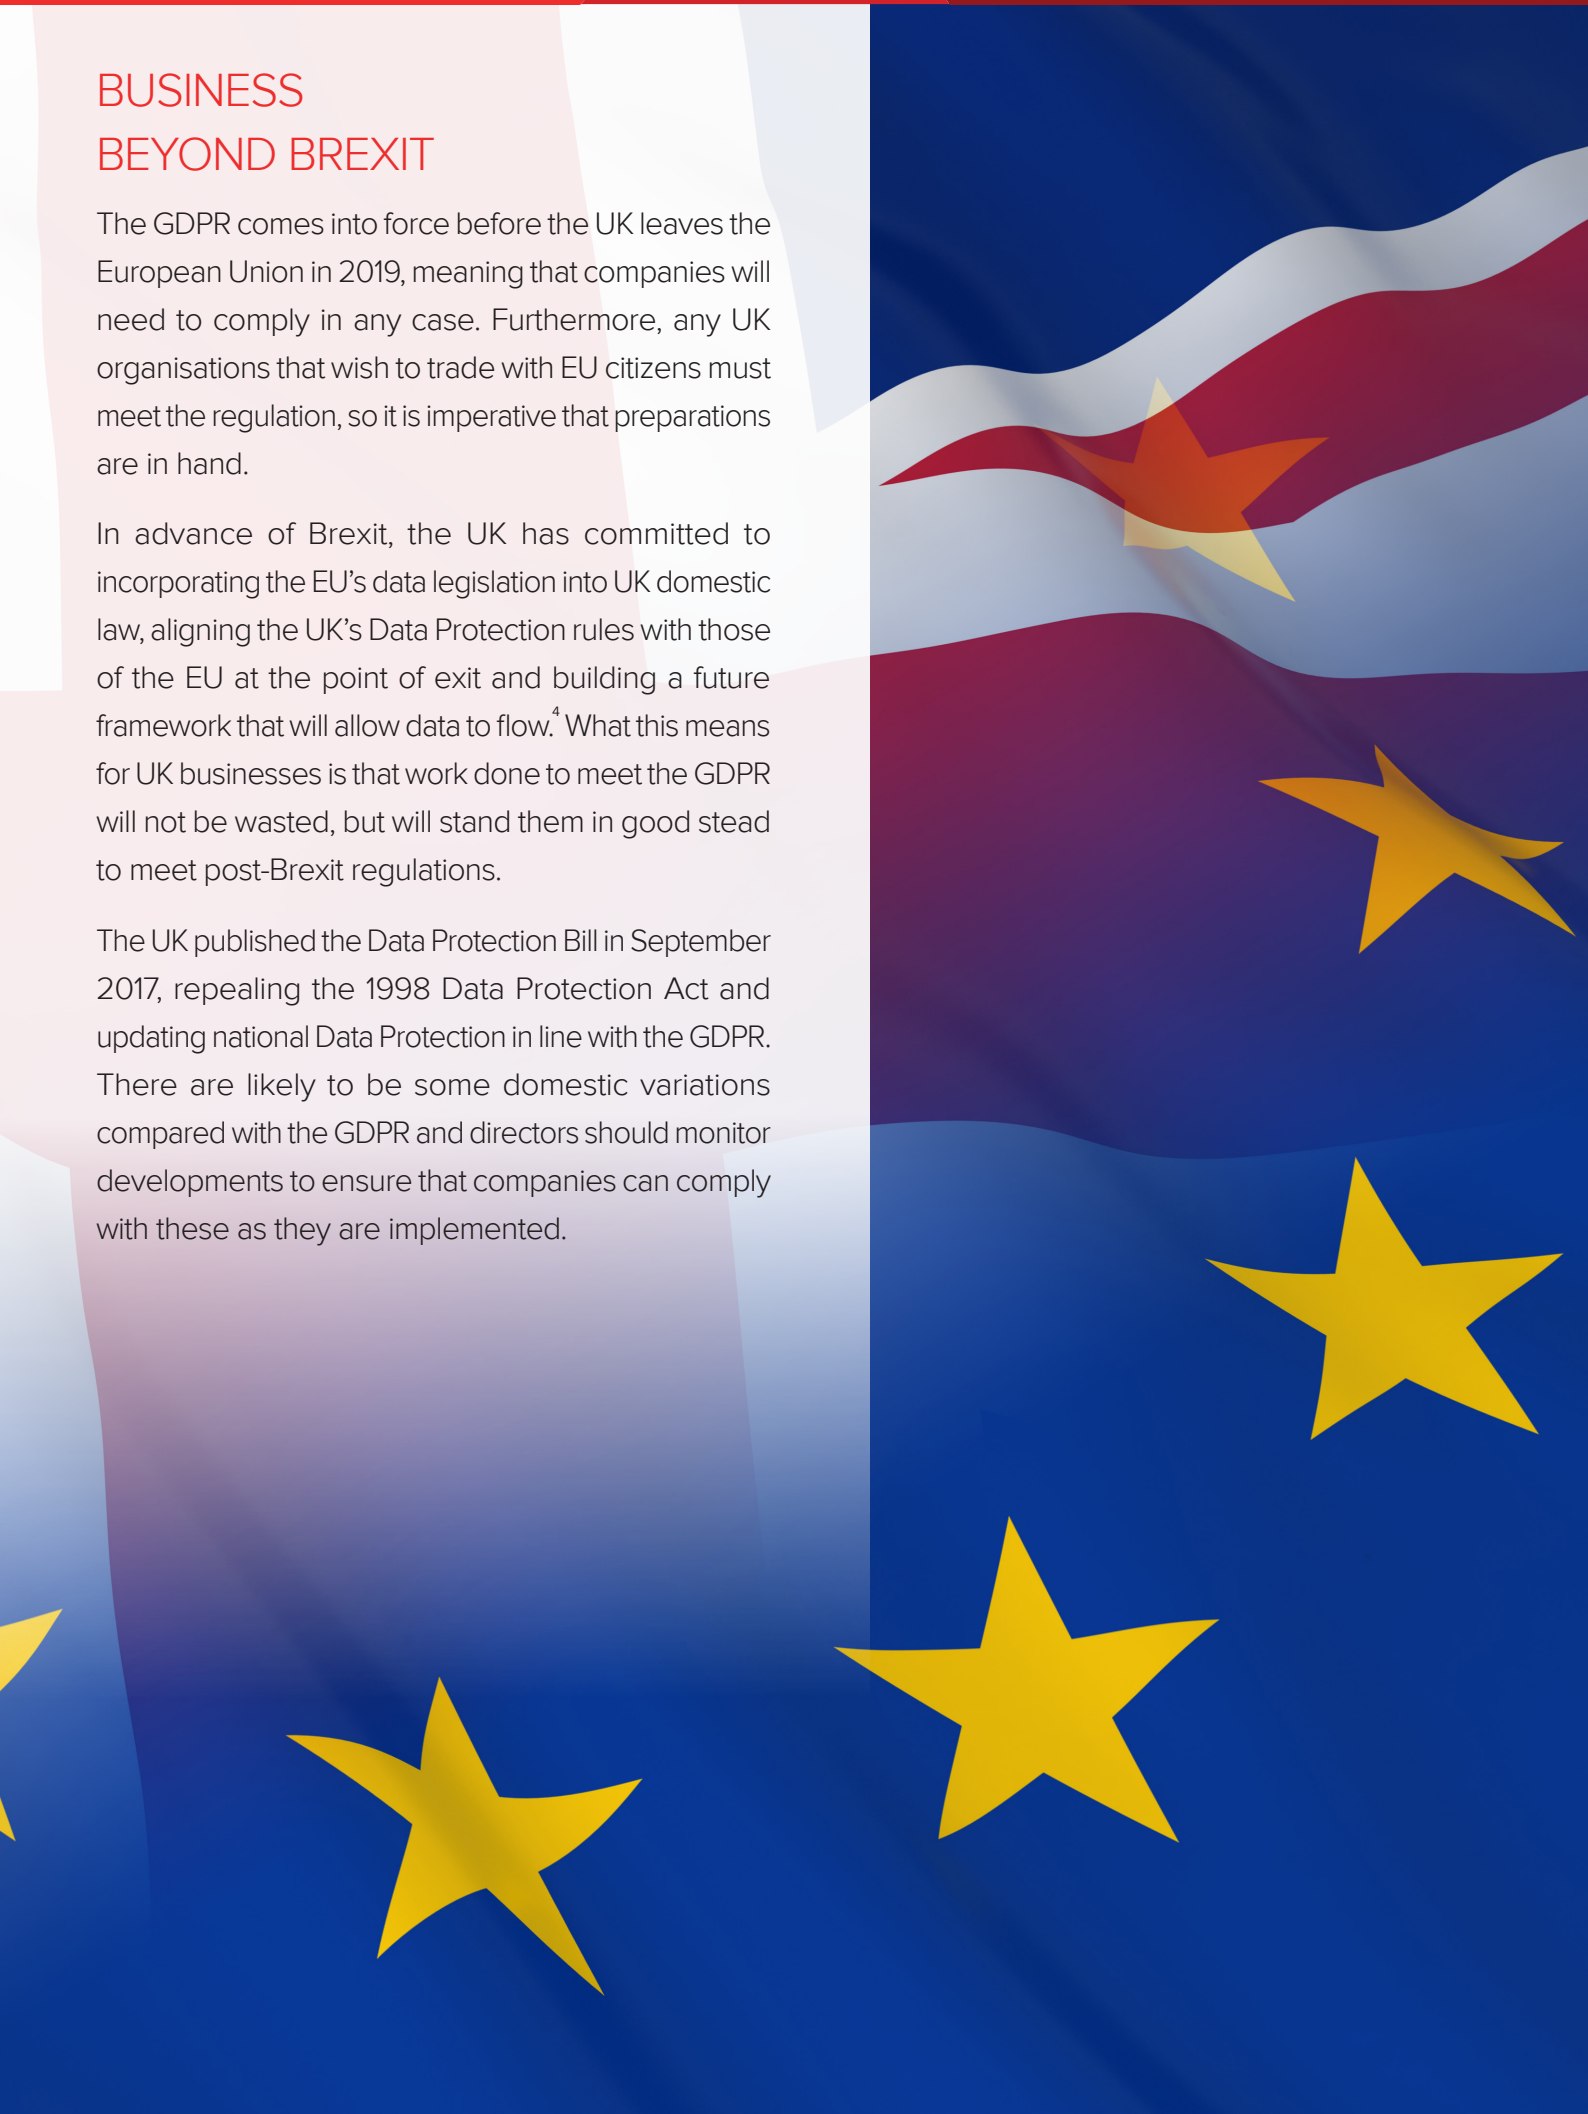 BUSINESS
BEYOND BREXIT
The GDPR comes into force before the UK leaves the
European Union in 2019, meaning that companies will
need to comply in any case. Furthermore, any UK
organisations that wish to trade with EU citizens must
meet the regulation, so it is imperative that preparations
are in hand.
In advance of Brexit, the UK has committed to
incorporating the EU’s data legislation into UK domestic
law, aligning the UK’s Data Protection rules with those
of the EU at the point of exit and building a future
framework that will allow data to flow.⁴ What this means
for UK businesses is that work done to meet the GDPR
will not be wasted, but will stand them in good stead
to meet post-Brexit regulations.
The UK published the Data Protection Bill in September
2017, repealing the 1998 Data Protection Act and
updating national Data Protection in line with the GDPR.
There are likely to be some domestic variations
compared with the GDPR and directors should monitor
developments to ensure that companies can comply
with these as they are implemented.